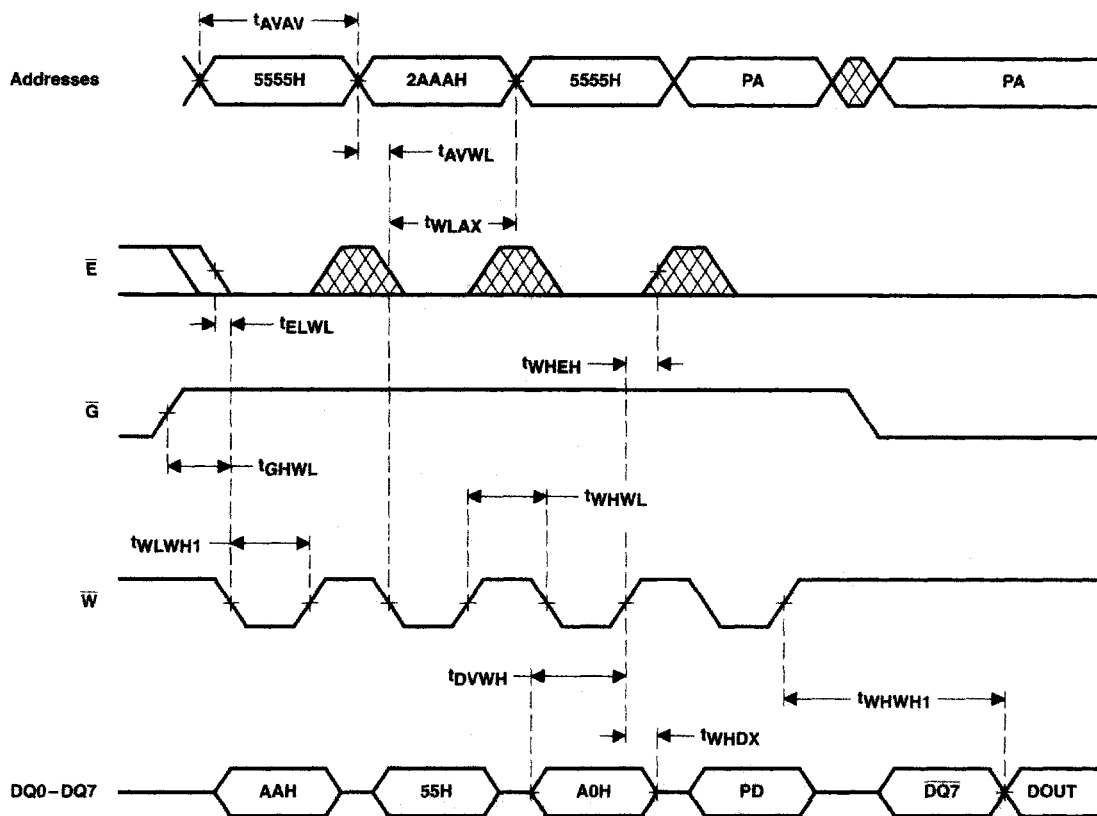 tAVAV
Addresses 5555H 2AAAH 5555H PA PA
tAVWL
tWLAX
E̅
tELWL
tWHEH
G̅
tGHWL
tWHWL
tWLWH1
W̅
tDVWH
tWHWH1
tWHDX
DQ0–DQ7 AAH 55H A0H PD D̅Q̅7̅ DOUT